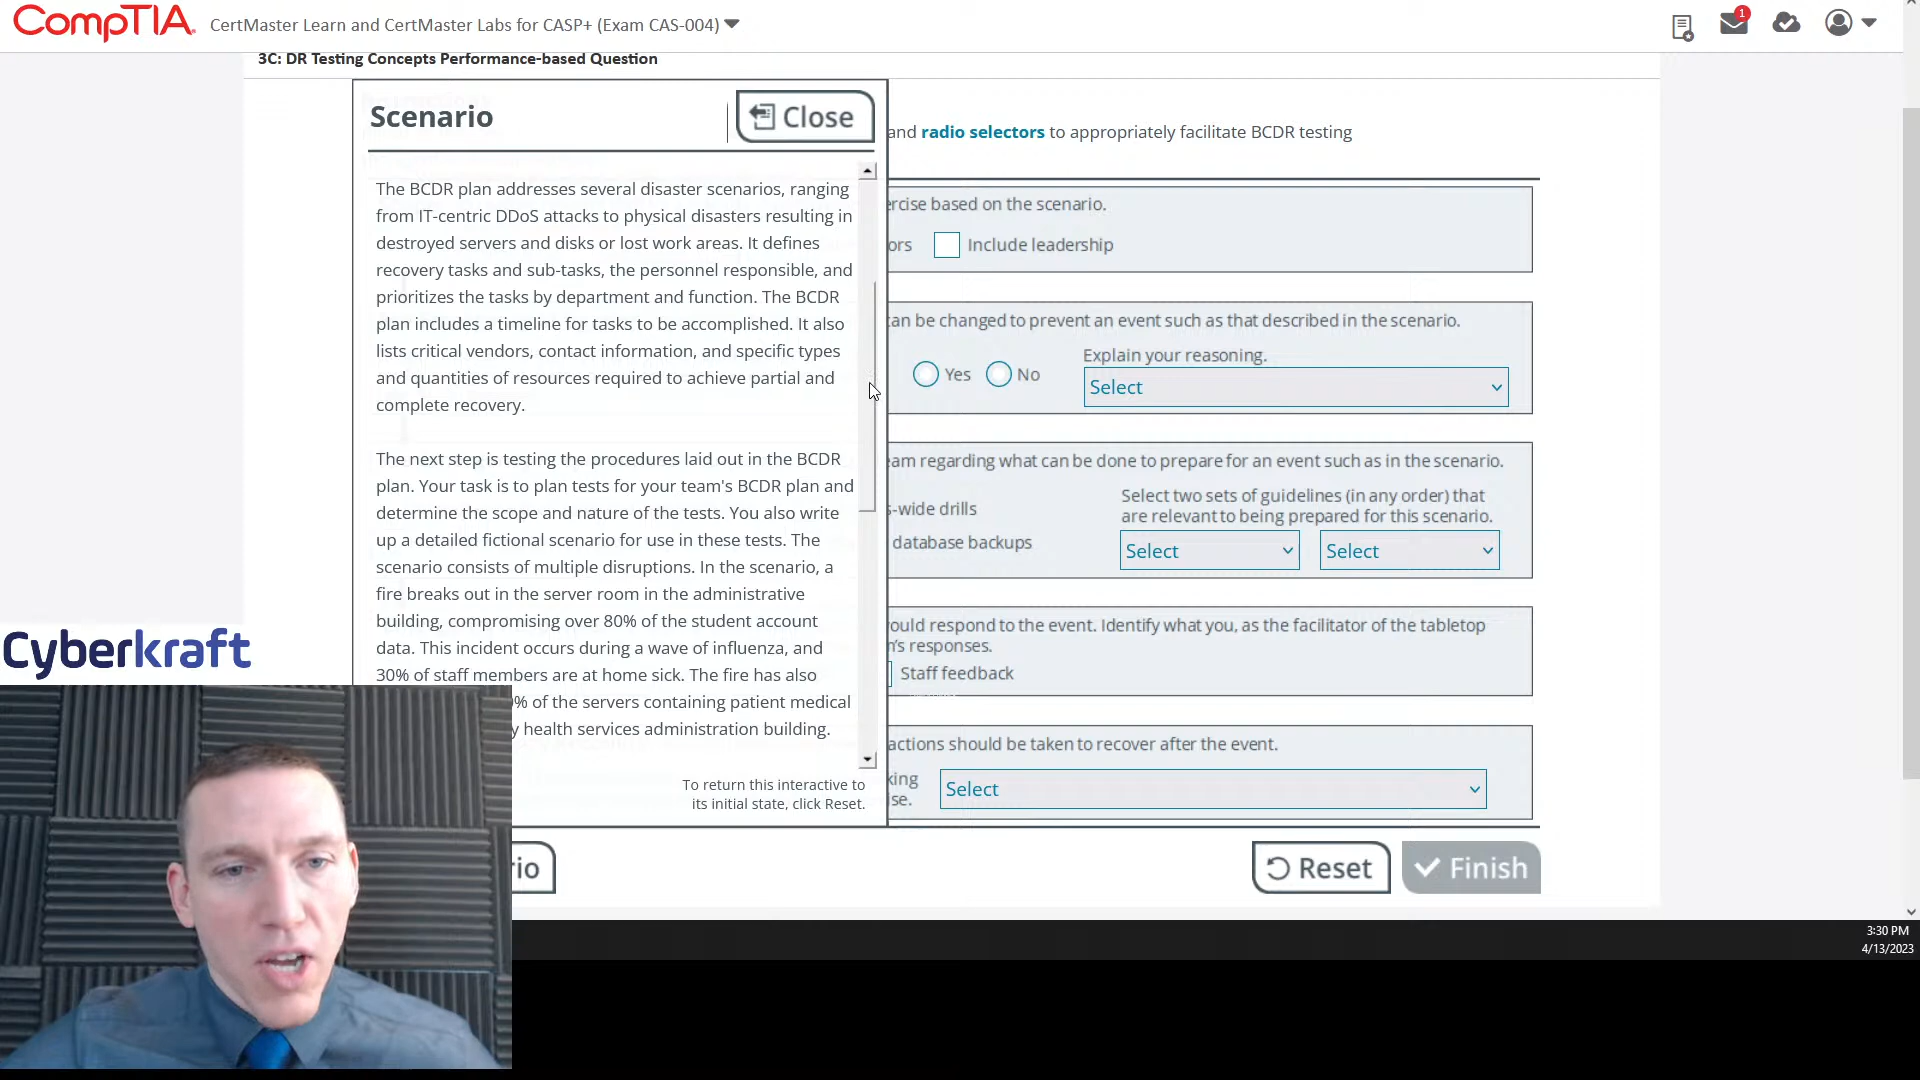 CompTIA.
CertMaster Learn and CertMaster Labs for CASP+ (Exam CAS-004)
1
3C: DR Testing Concepts Performance-based Question
Scenario
Close
The BCDR plan addresses several disaster scenarios, ranging
from IT-centric DDoS attacks to physical disasters resulting in
destroyed servers and disks or lost work areas. It defines
recovery tasks and sub-tasks, the personnel responsible, and
prioritizes the tasks by department and function. The BCDR
plan includes a timeline for tasks to be accomplished. It also
lists critical vendors, contact information, and specific types
and quantities of resources required to achieve partial and
complete recovery.
The next step is testing the procedures laid out in the BCDR
plan. Your task is to plan tests for your team's BCDR plan and
determine the scope and nature of the tests. You also write
up a detailed fictional scenario for use in these tests. The
scenario consists of multiple disruptions. In the scenario, a
fire breaks out in the server room in the administrative
building, compromising over 80% of the student account
data. This incident occurs during a wave of influenza, and
30% of staff members are at home sick. The fire has also
% of the servers containing patient medical
y health services administration building.
To return this interactive to
its initial state, click Reset.
and radio selectors to appropriately facilitate BCDR testing
ercise based on the scenario.
ors Include leadership
can be changed to prevent an event such as that described in the scenario.
Yes No
Explain your reasoning.
Select
eam regarding what can be done to prepare for an event such as in the scenario.
s-wide drills
database backups
Select two sets of guidelines (in any order) that
are relevant to being prepared for this scenario.
Select Select
ould respond to the event. Identify what you, as the facilitator of the tabletop
n's responses.
Staff feedback
actions should be taken to recover after the event.
king
se.
Select
io
Reset
Finish
Cyberkraft
3:30 PM
4/13/2023